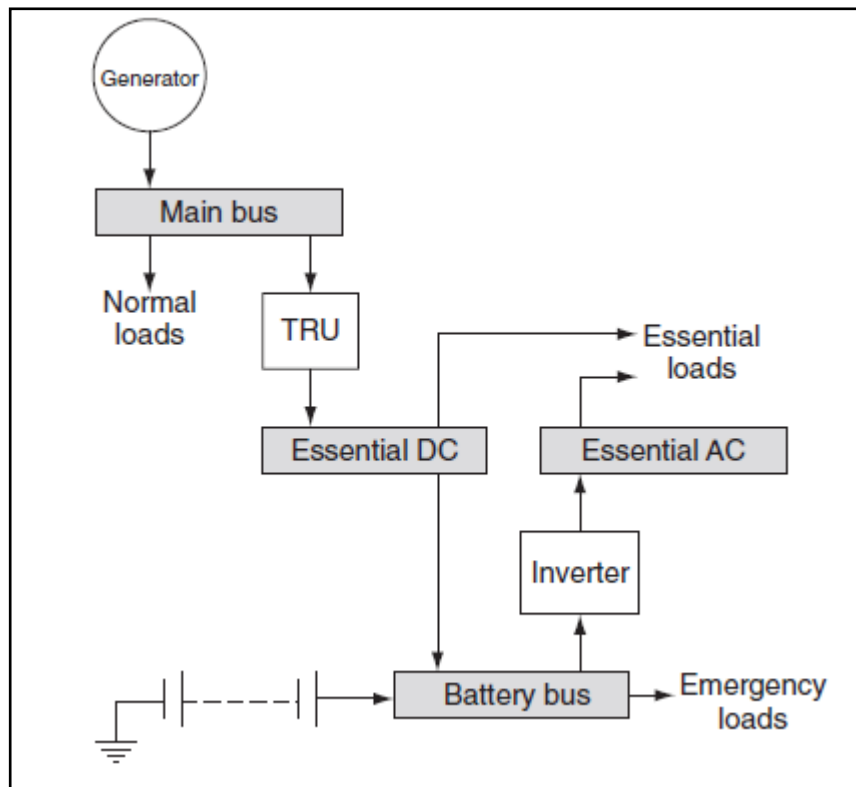 Generator
Main bus
Normal
loads
TRU
Essential
loads
Essential DC
Essential AC
Inverter
Battery bus
Emergency
loads